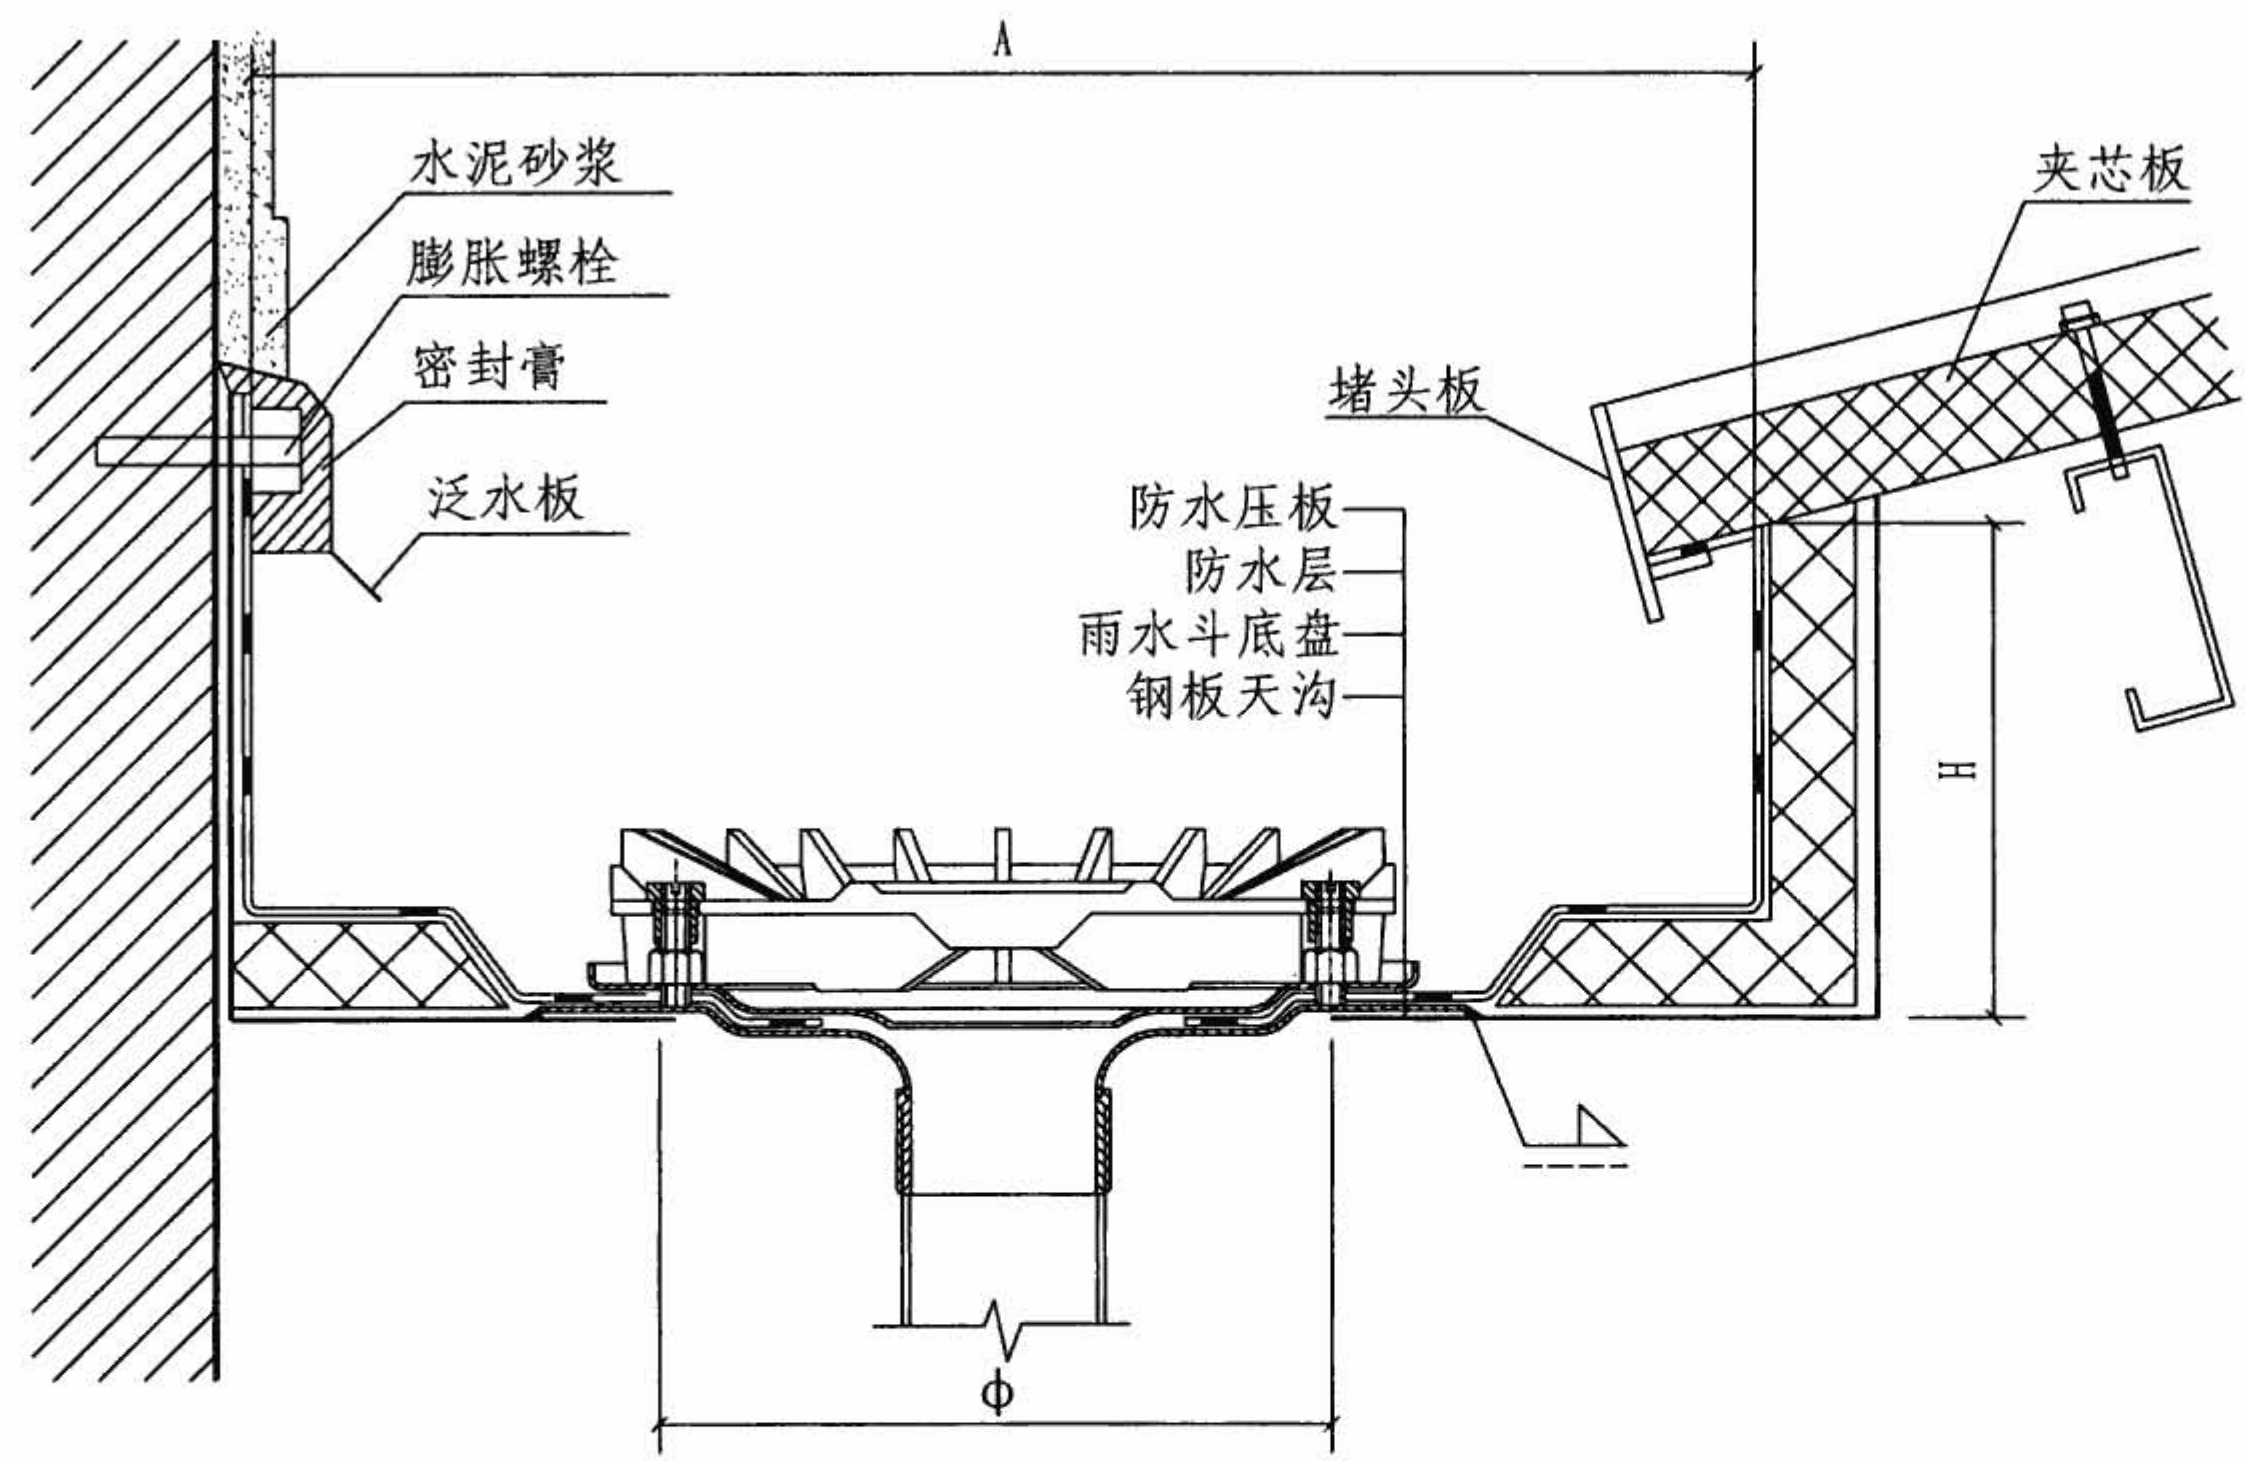 A
水泥砂浆
夹芯板
膨胀螺栓
密封膏
堵头板
泛水板
防水压板
防水层
雨水斗底盘
钢板天沟
H
ф